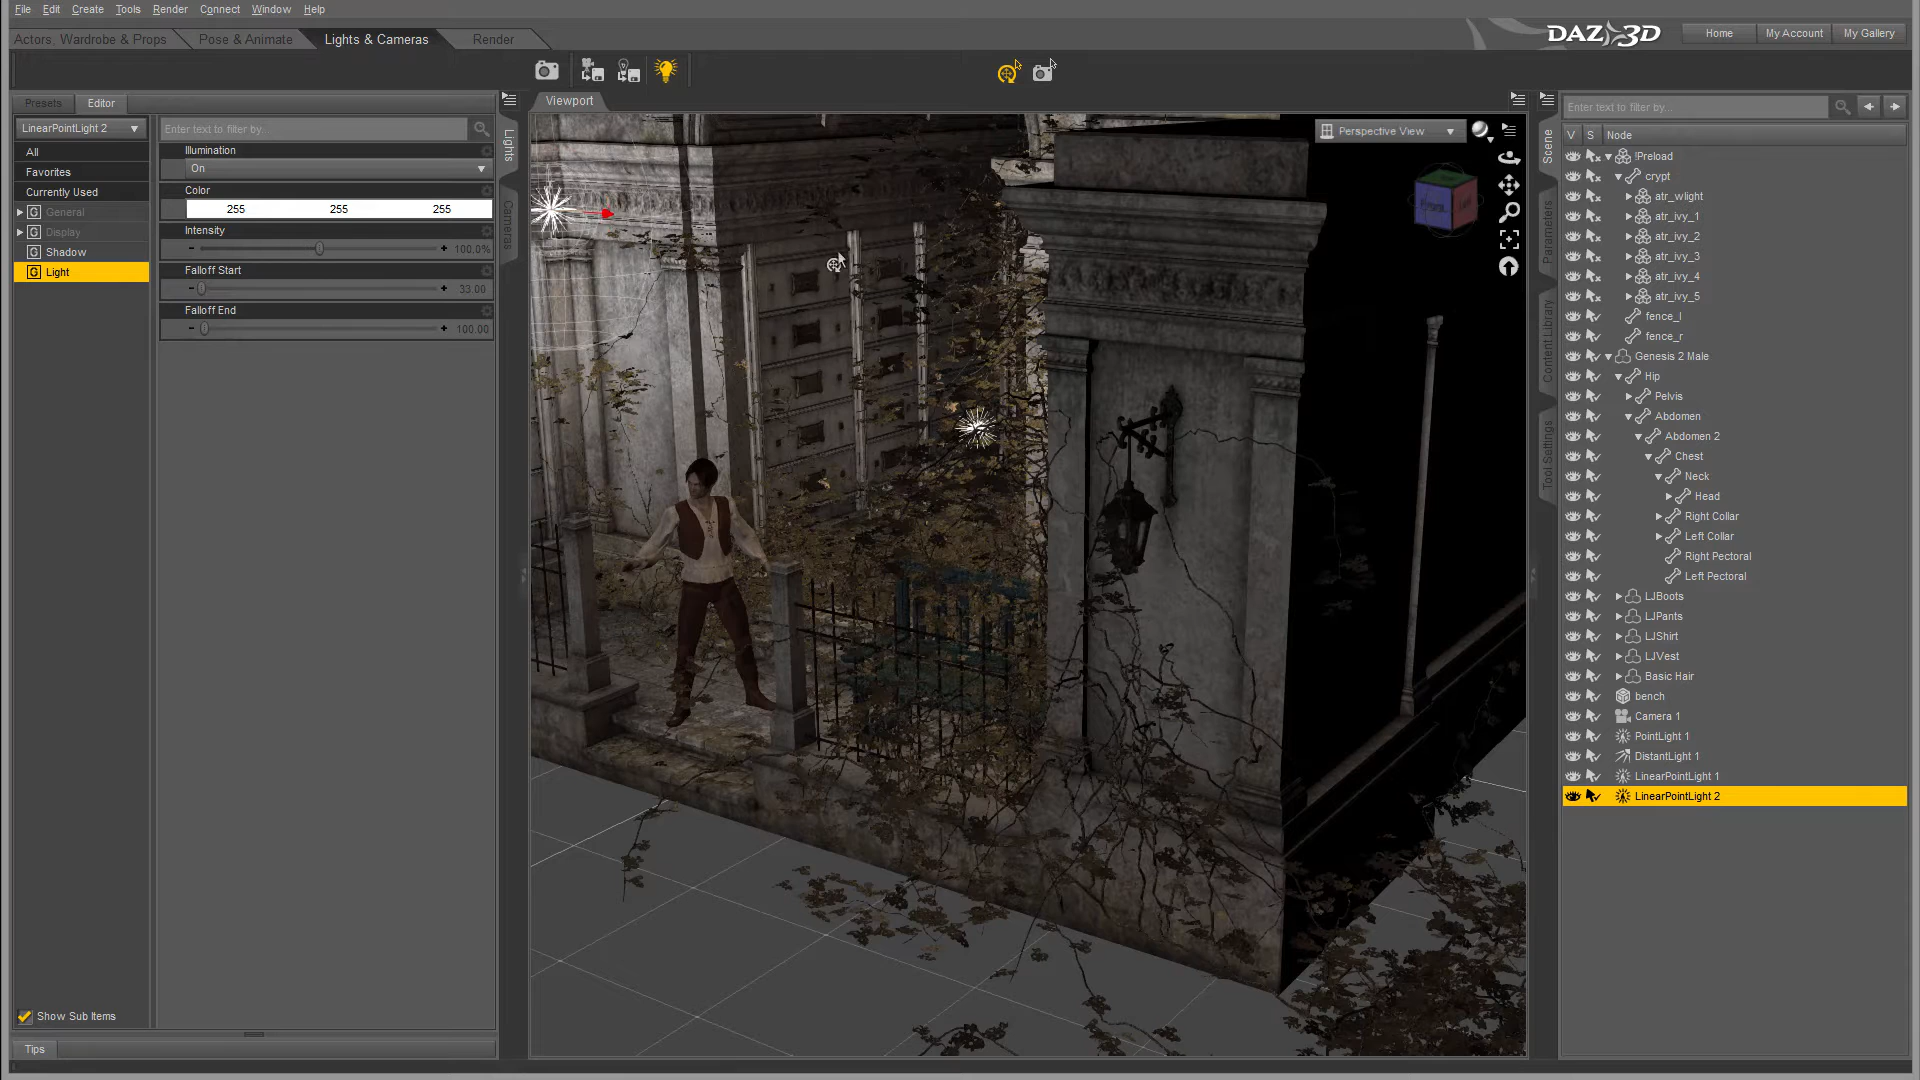 File Edit Create Tools Render Connect Window Help
Actors, Wardrobe & Props Pose & Animate Lights & Cameras Render
DAZ 3D
Home My Account My Gallery
Presets Editor
LinearPointLight 2
All
Favorites
Currently Used
G General
G Display
G Shadow
G Light
Show Sub Items
Tips
Enter text to filter by...
Illumination
On
Color
255 255 255
Intensity
100.0%
Falloff Start
33.00
Falloff End
100.00
Lights
Cameras
Viewport
Perspective View
Scene
Parameters
Content Library
Tool Settings
Enter text to filter by...
V S Node
!Preload
crypt
atr_wlight
atr_ivy_1
atr_ivy_2
atr_ivy_3
atr_ivy_4
atr_ivy_5
fence_l
fence_r
Genesis 2 Male
Hip
Pelvis
Abdomen
Abdomen 2
Chest
Neck
Head
Right Collar
Left Collar
Right Pectoral
Left Pectoral
LJBoots
LJPants
LJShirt
LJVest
Basic Hair
bench
Camera 1
PointLight 1
DistantLight 1
LinearPointLight 1
LinearPointLight 2